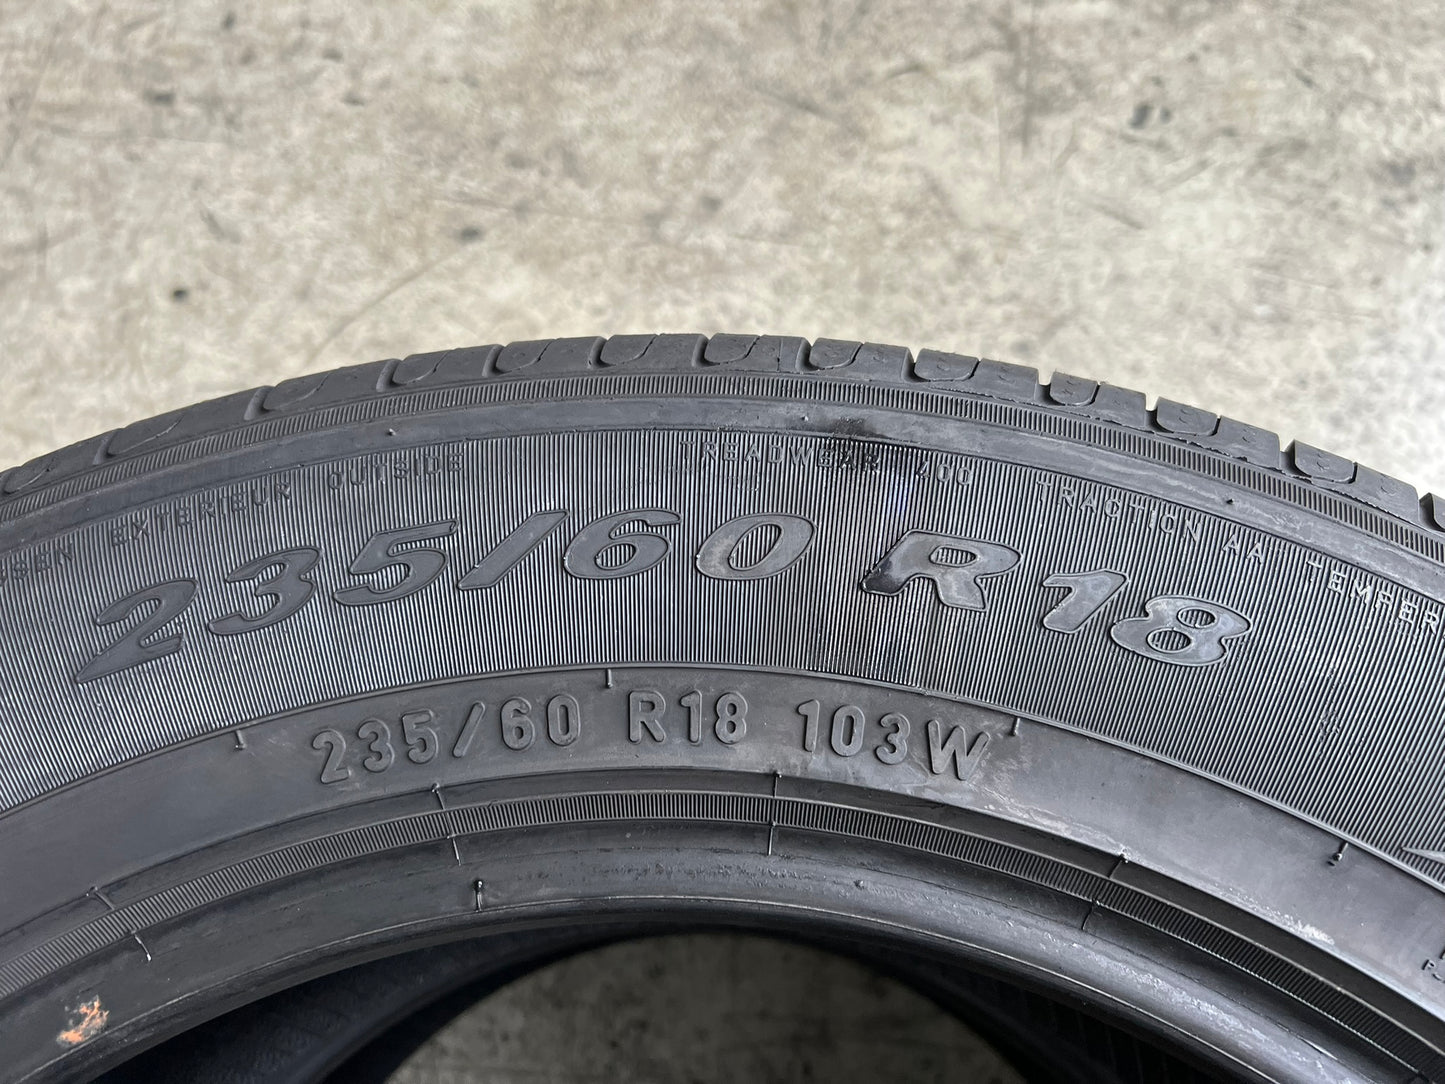 EXTERIEUR OUTSIDE TREADWEAR 400 TRACTION AA
235/60 R18
235/60 R18 103W